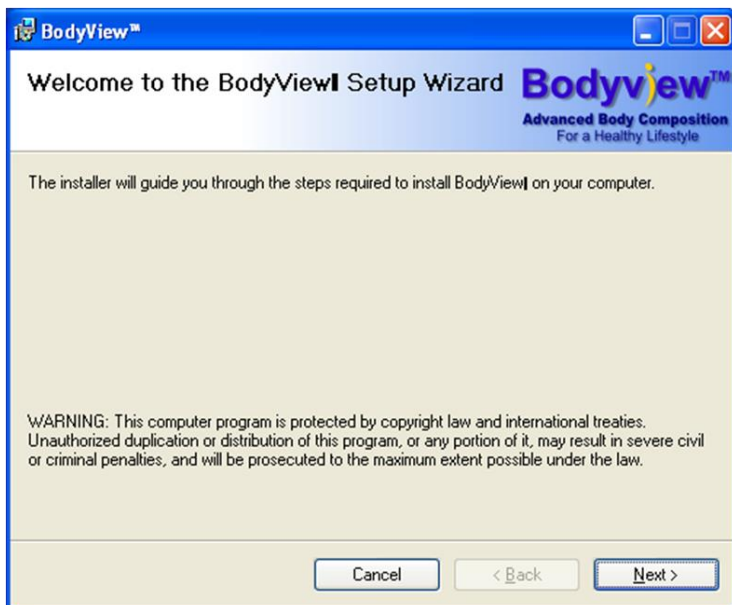 BodyView™
Welcome to the BodyView▌ Setup Wizard
Bodyview™
Advanced Body Composition
For a Healthy Lifestyle
The installer will guide you through the steps required to install BodyView▌ on your computer.
WARNING: This computer program is protected by copyright law and international treaties.
Unauthorized duplication or distribution of this program, or any portion of it, may result in severe civil
or criminal penalties, and will be prosecuted to the maximum extent possible under the law.
Cancel
< Back
Next >